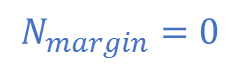 N_margin = 0